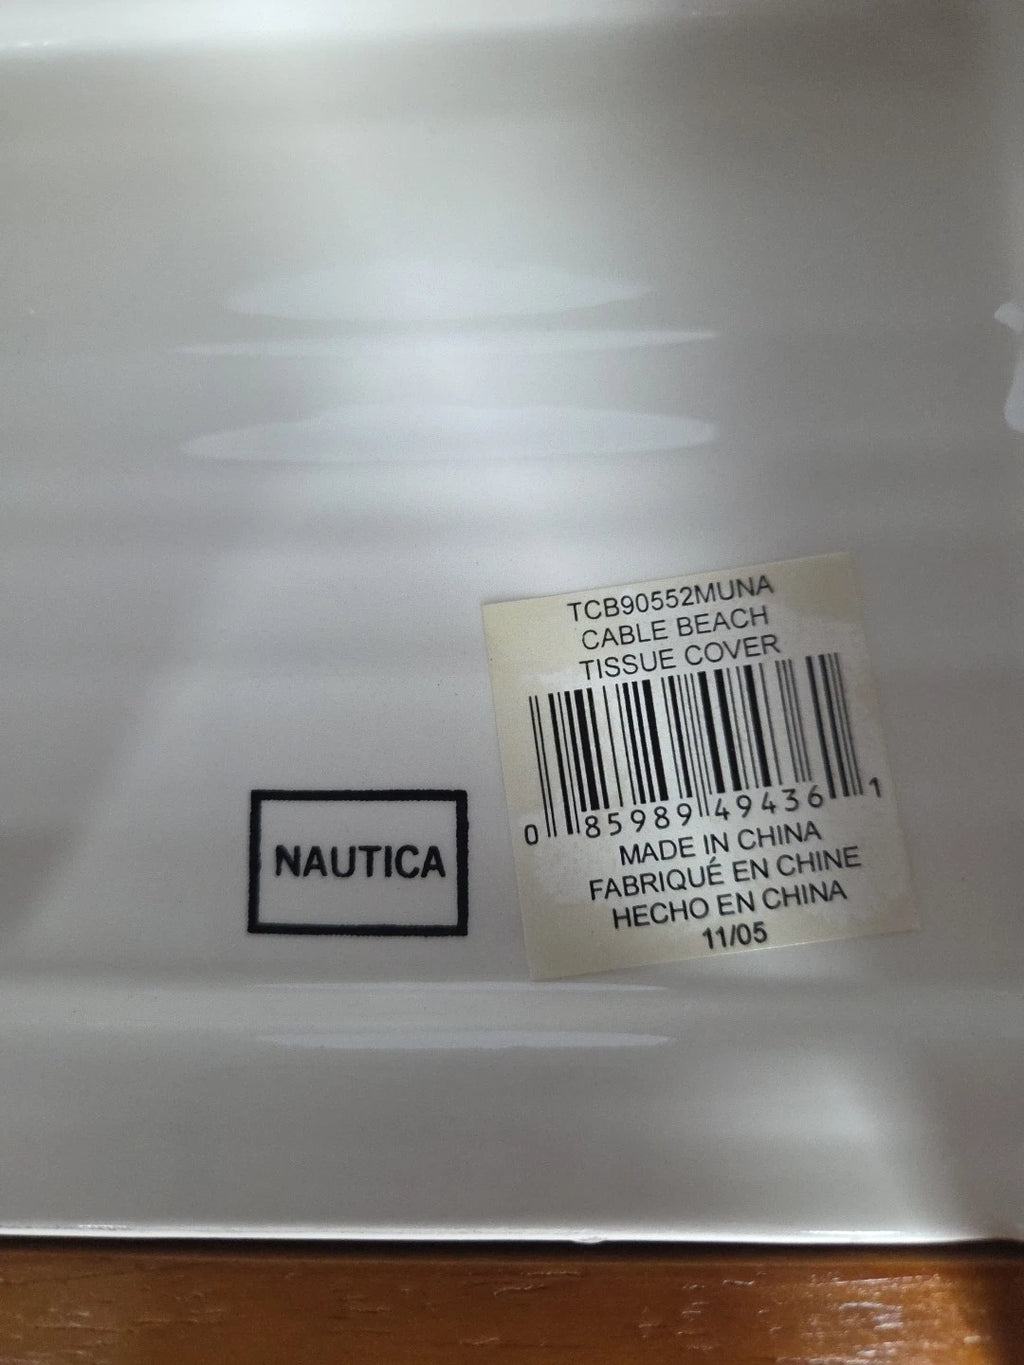 TCB90552MUNA
CABLE BEACH
TISSUE COVER
0 85989 49436 1
MADE IN CHINA
FABRIQUÉ EN CHINE
HECHO EN CHINA
11/05
NAUTICA